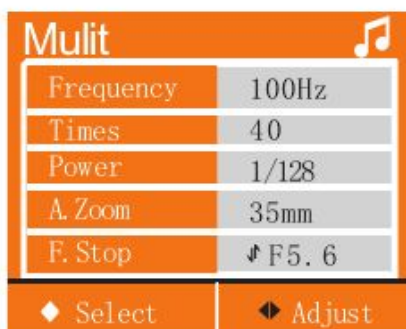 Mulit
Frequency 100Hz
Times 40
Power 1/128
A.Zoom 35mm
F.Stop F5.6
Select Adjust